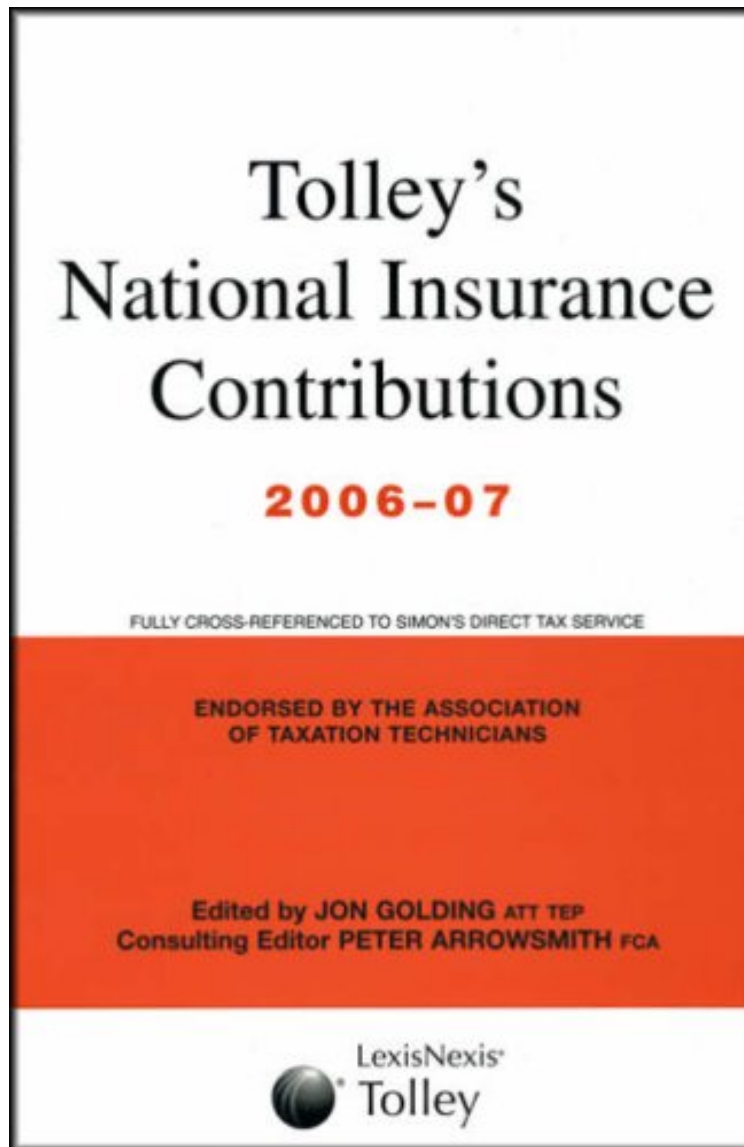 Tolley's
National Insurance
Contributions
2006–07
FULLY CROSS-REFERENCED TO SIMON'S DIRECT TAX SERVICE
ENDORSED BY THE ASSOCIATION
OF TAXATION TECHNICIANS
Edited by JON GOLDING ATT TEP
Consulting Editor PETER ARROWSMITH FCA
LexisNexis®
® Tolley